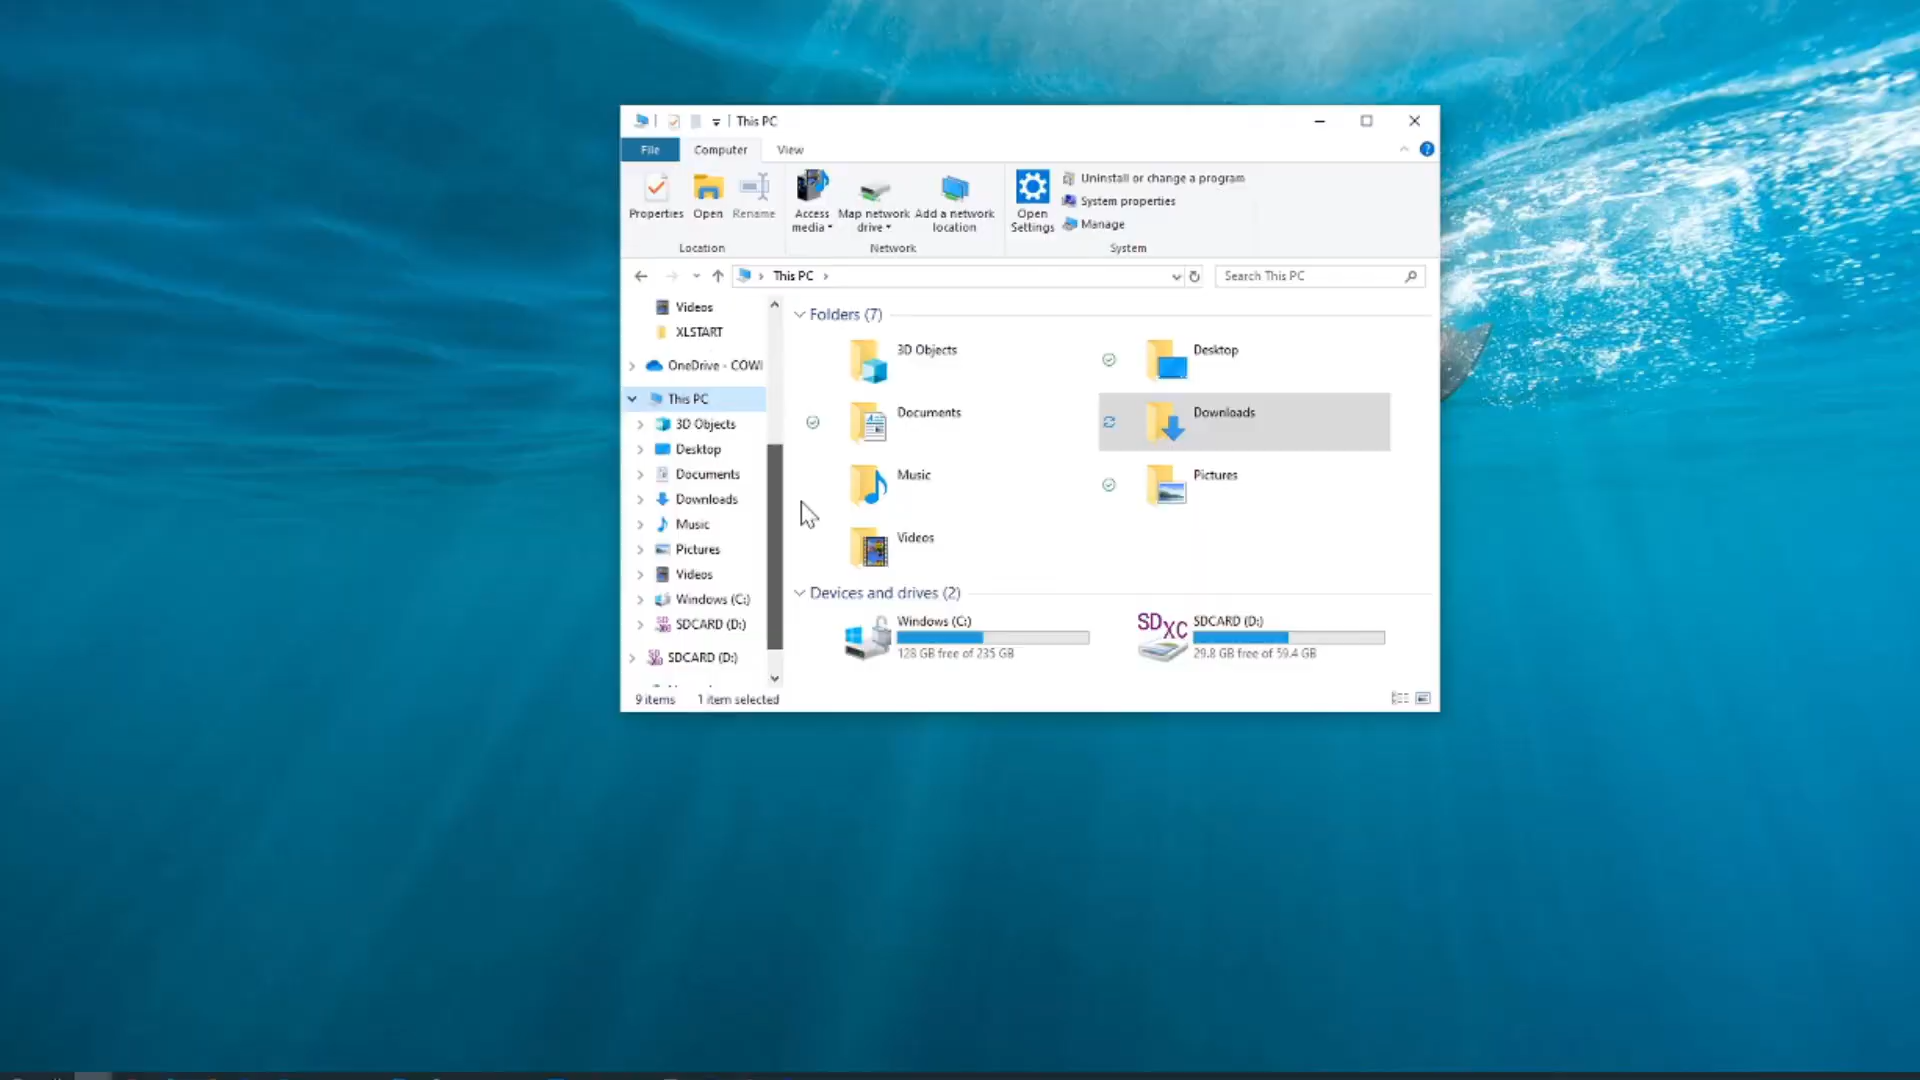 This PC
File Computer View
Properties Open Rename Access media Map network drive Add a network location Open Settings
Uninstall or change a program
System properties
Manage
Location Network System
This PC Search This PC
Videos
XLSTART
OneDrive - COWI
This PC
3D Objects
Desktop
Documents
Downloads
Music
Pictures
Videos
Windows (C:)
SDCARD (D:)
SDCARD (D:)
Folders (7)
3D Objects Desktop
Documents Downloads
Music Pictures
Videos
Devices and drives (2)
Windows (C:) SDXC SDCARD (D:)
128 GB free of 235 GB 29.8 GB free of 59.4 GB
9 items 1 item selected